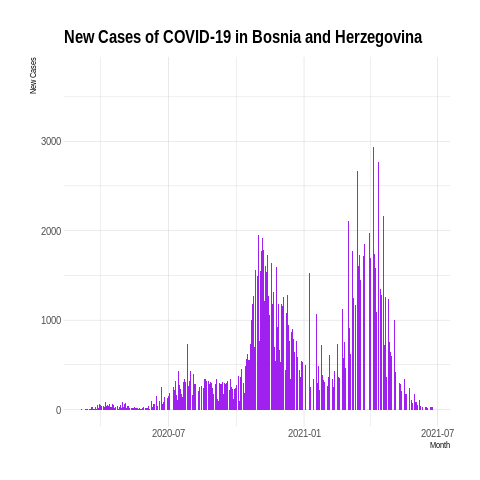 New Cases of COVID-19 in Bosnia and Herzegovina
New Cases
3000
2000
1000
0
2020-07
2021-01
2021-07
Month